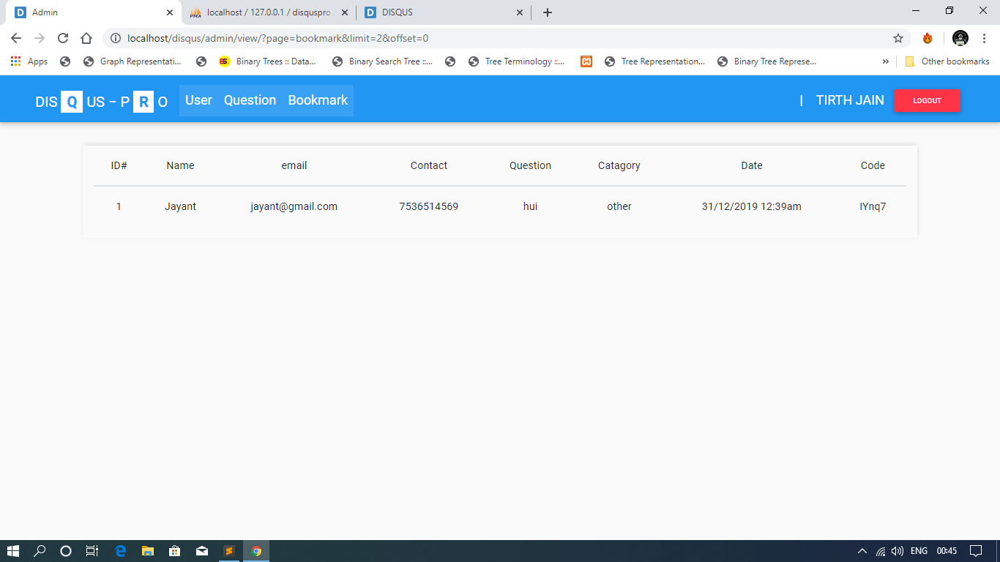 Admin localhost / 127.0.0.1 / disquspro DISQUS
localhost/disqus/admin/view/?page=bookmark&limit=2&offset=0
Apps Graph Representati... Binary Trees :: Data... Binary Search Tree ::... Tree Terminology ::... Tree Representation... Binary Tree Represe... » Other bookmarks
DIS Q US – P R O User Question Bookmark | TIRTH JAIN LOGOUT
ID# Name email Contact Question Catagory Date Code
1 Jayant jayant@gmail.com 7536514569 hui other 31/12/2019 12:39am IYnq7
ENG 00:45